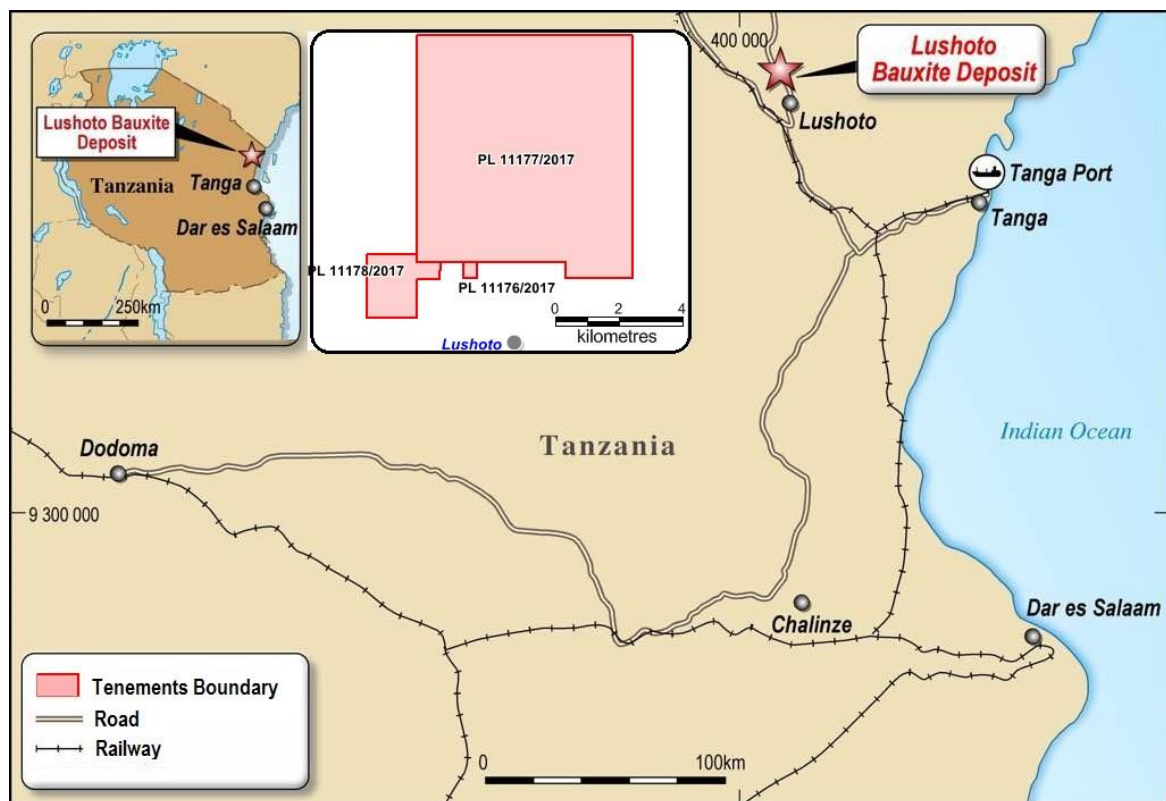 Lushoto Bauxite
Deposit
Tanzania
Tanga
Dar es Salaam
0 250km
PL 11177/2017
PL 11178/2017
PL 11176/2017
0 2 4
kilometres
Lushoto
400 000
Lushoto
Bauxite Deposit
Lushoto
Tanga Port
Tanga
Tanzania
Indian Ocean
Dodoma
9 300 000
Chalinze
Dar es Salaam
Tenements Boundary
Road
Railway
0 100km